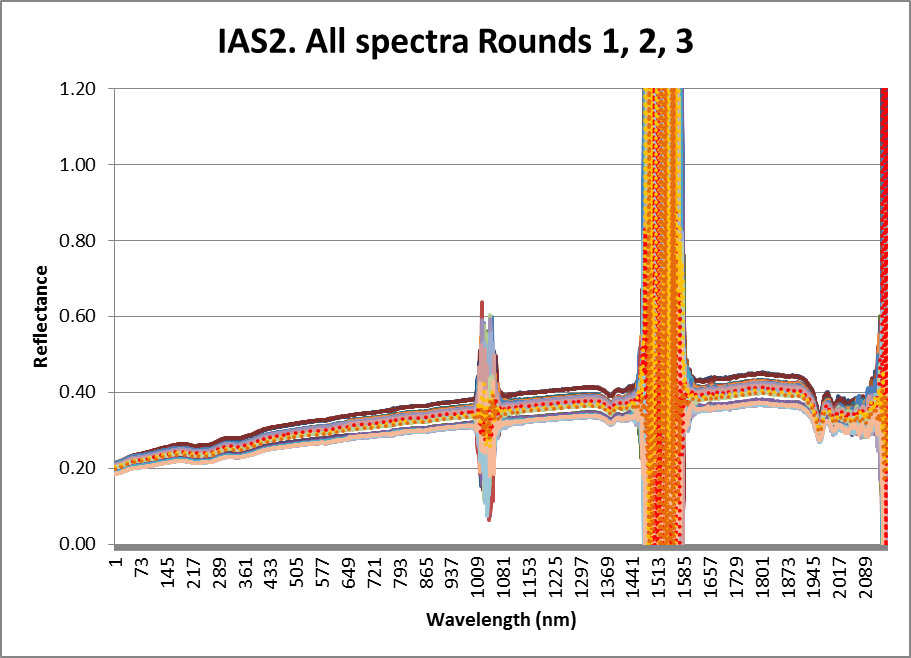 IAS2. All spectra Rounds 1, 2, 3
1.20
1.00
0.80
0.60
0.40
0.20
0.00
Reflectance
1 73 145 217 289 361 433 505 577 649 721 793 865 937 1009 1081 1153 1225 1297 1369 1441 1513 1585 1657 1729 1801 1873 1945 2017 2089
Wavelength (nm)